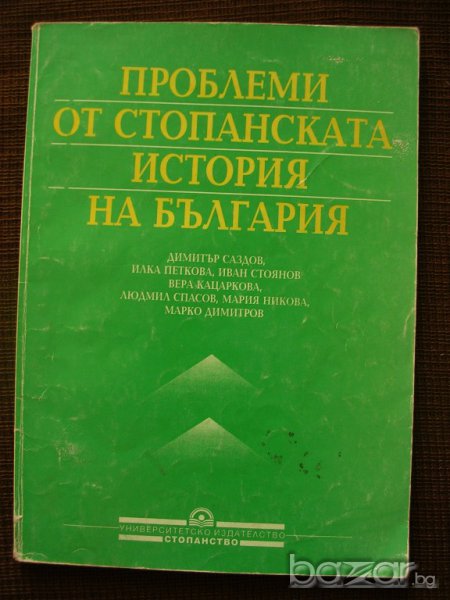 ПРОБЛЕМИ
ОТ СТОПАНСКАТА
ИСТОРИЯ
НА БЪЛГАРИЯ
ДИМИТЪР САЗДОВ,
ИЛКА ПЕТКОВА, ИВАН СТОЯНОВ
ВЕРА КАЦАРКОВА,
ЛЮДМИЛ СПАСОВ, МАРИЯ НИКОВА,
МАРКО ДИМИТРОВ
УНИВЕРСИТЕТСКО ИЗДАТЕЛСТВО
СТОПАНСТВО
bazar.bg